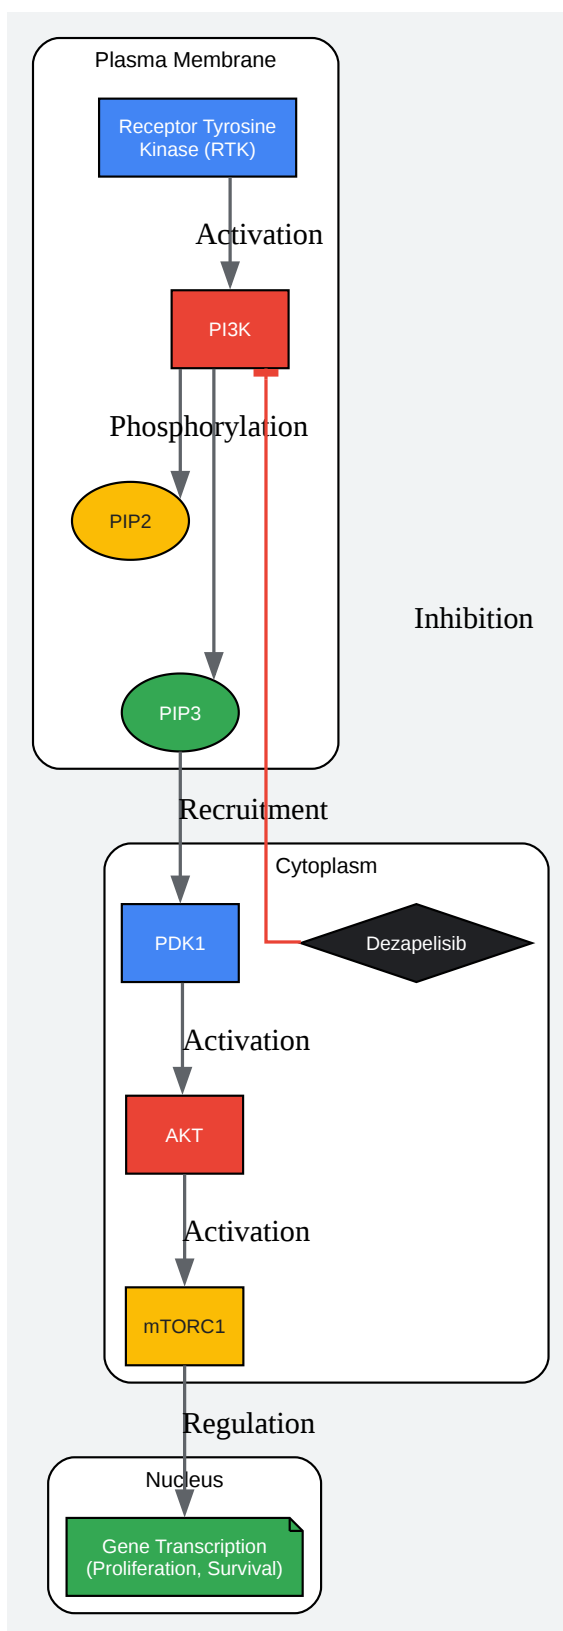 Plasma Membrane
Receptor Tyrosine
Kinase (RTK)
Activation
PI3K
Phosphorylation
PIP2
Inhibition
PIP3
Recruitment
Cytoplasm
PDK1
Dezapelisib
Activation
AKT
Activation
mTORC1
Regulation
Nucleus
Gene Transcription
(Proliferation, Survival)